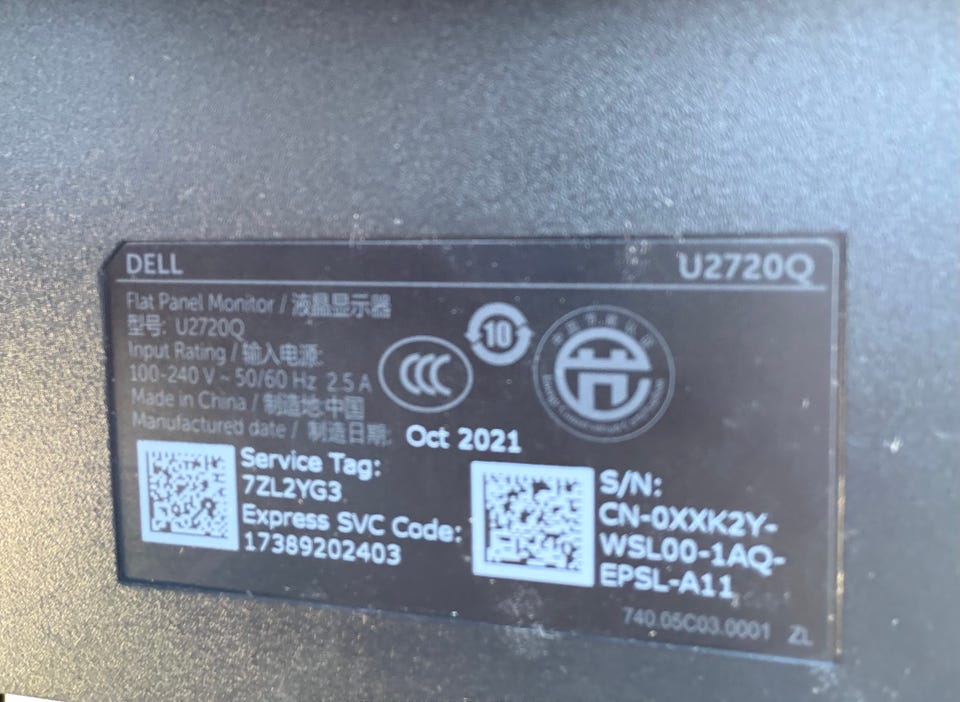 DELL U2720Q
Flat Panel Monitor / 液晶显示器
型号: U2720Q
Input Rating / 输入电源:
100-240 V ~ 50/60 Hz 2.5 A
Made in China / 制造地:中国
Manufactured date / 制造日期: Oct 2021
10
Service Tag:
7ZL2YG3
Express SVC Code:
17389202403
S/N:
CN-0XXK2Y-
WSL00-1AQ-
EPSL-A11
740.05C03.0001 ZL